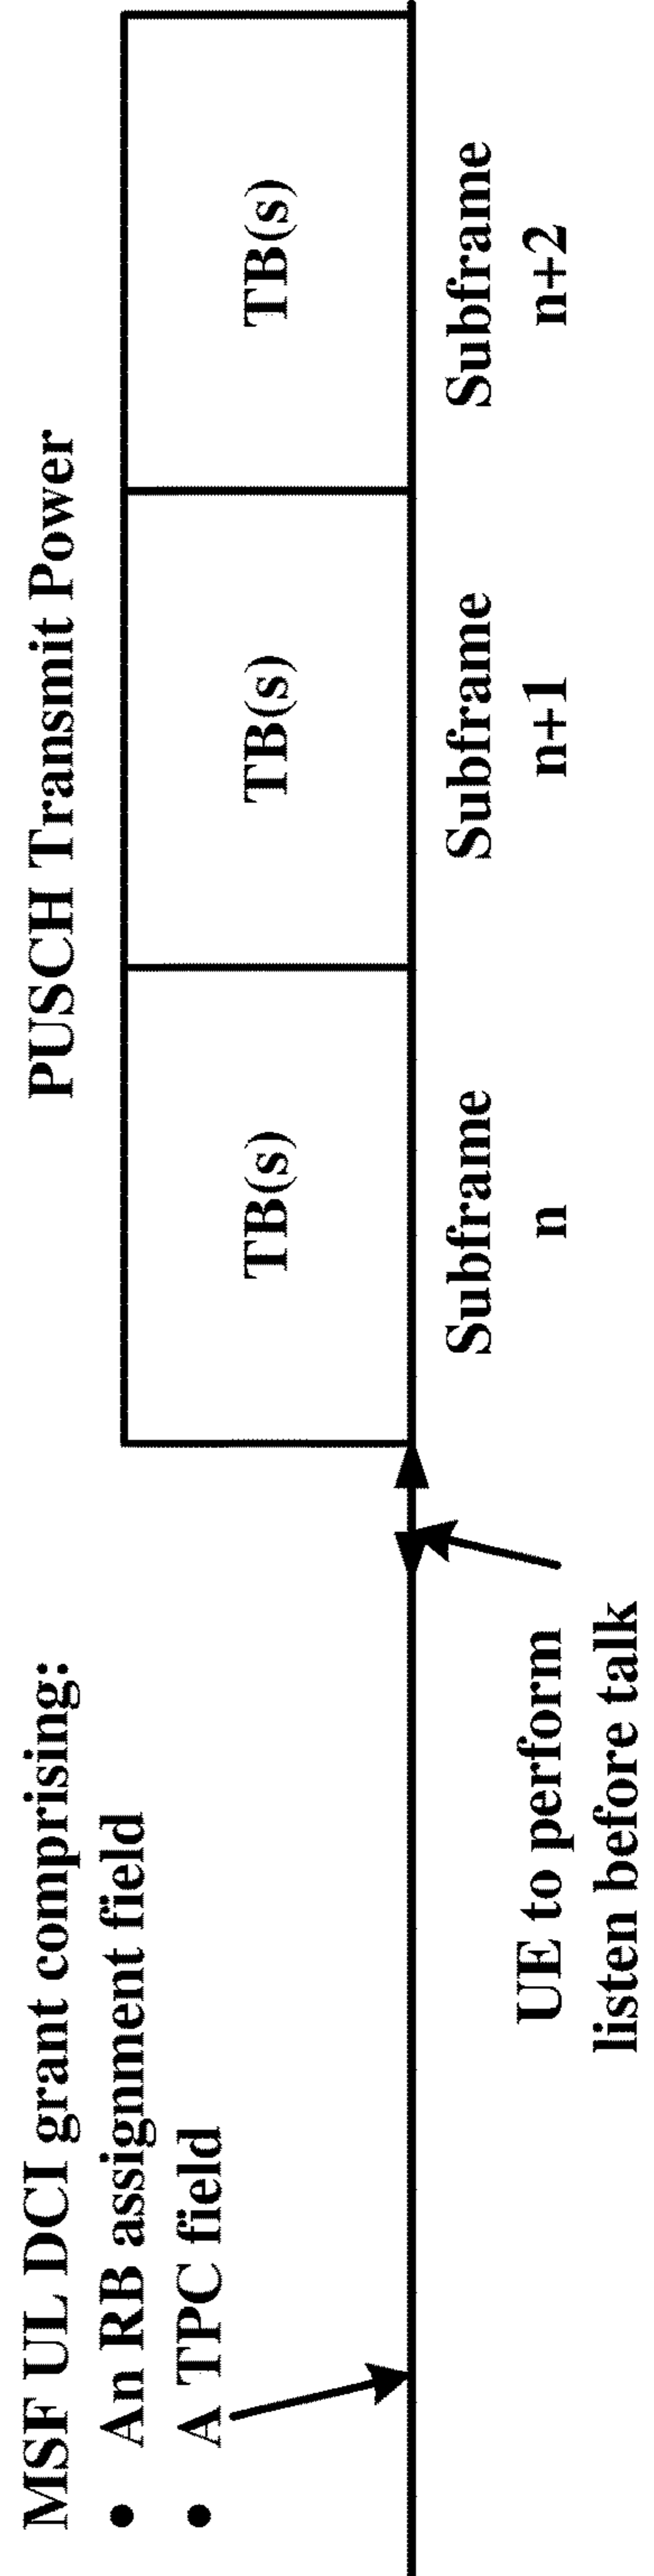 MSF UL DCI grant comprising:
• An RB assignment field
• A TPC field
UE to perform
listen before talk
PUSCH Transmit Power
TB(s)
TB(s)
TB(s)
Subframe
n
Subframe
n+1
Subframe
n+2